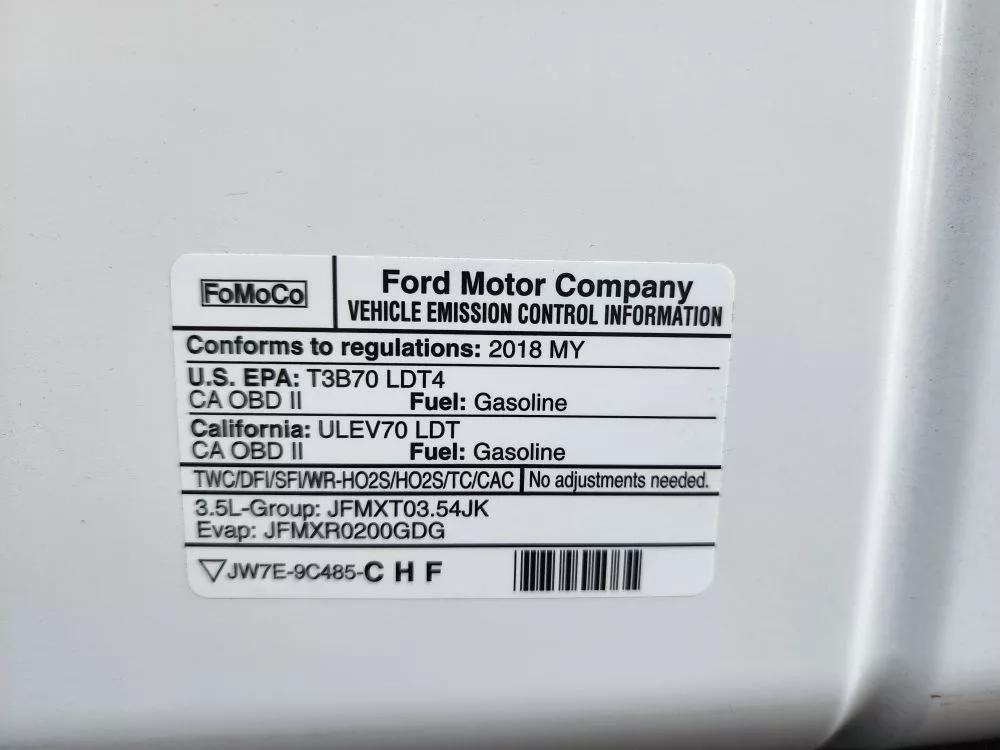 FoMoCo
Ford Motor Company
VEHICLE EMISSION CONTROL INFORMATION
Conforms to regulations: 2018 MY
U.S. EPA: T3B70 LDT4
CA OBD II Fuel: Gasoline
California: ULEV70 LDT
CA OBD II Fuel: Gasoline
TWC/DFI/SFI/WR-HO2S/HO2S/TC/CAC No adjustments needed.
3.5L-Group: JFMXT03.54JK
Evap: JFMXR0200GDG
JW7E-9C485-C H F